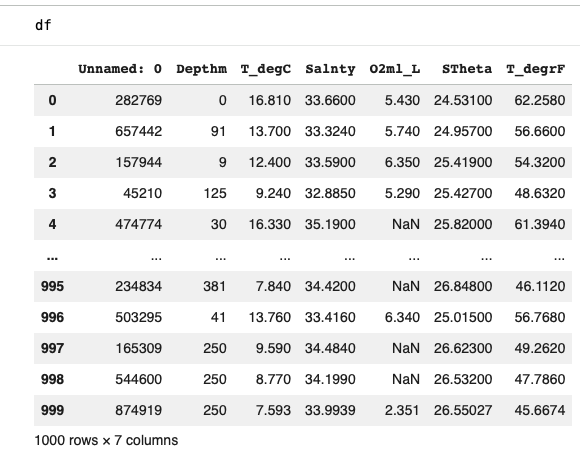 df
Unnamed: 0 Depthm T_degC Salnty O2ml_L STheta T_degrF
0 282769 0 16.810 33.6600 5.430 24.53100 62.2580
1 657442 91 13.700 33.3240 5.740 24.95700 56.6600
2 157944 9 12.400 33.5900 6.350 25.41900 54.3200
3 45210 125 9.240 32.8850 5.290 25.42700 48.6320
4 474774 30 16.330 35.1900 NaN 25.82000 61.3940
... ... ... ... ... ... ... ...
995 234834 381 7.840 34.4200 NaN 26.84800 46.1120
996 503295 41 13.760 33.4160 6.340 25.01500 56.7680
997 165309 250 9.590 34.4840 NaN 26.62300 49.2620
998 544600 250 8.770 34.1990 NaN 26.53200 47.7860
999 874919 250 7.593 33.9939 2.351 26.55027 45.6674
1000 rows × 7 columns